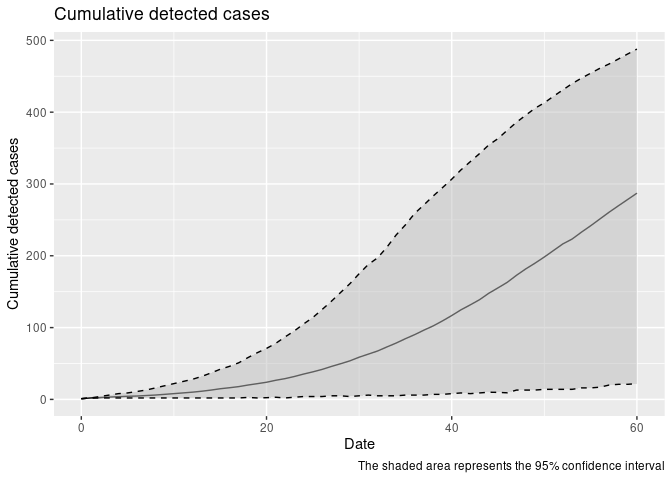 Cumulative detected cases
Cumulative detected cases
500
400
300
200
100
0
0 20 40 60
Date
The shaded area represents the 95% confidence interval